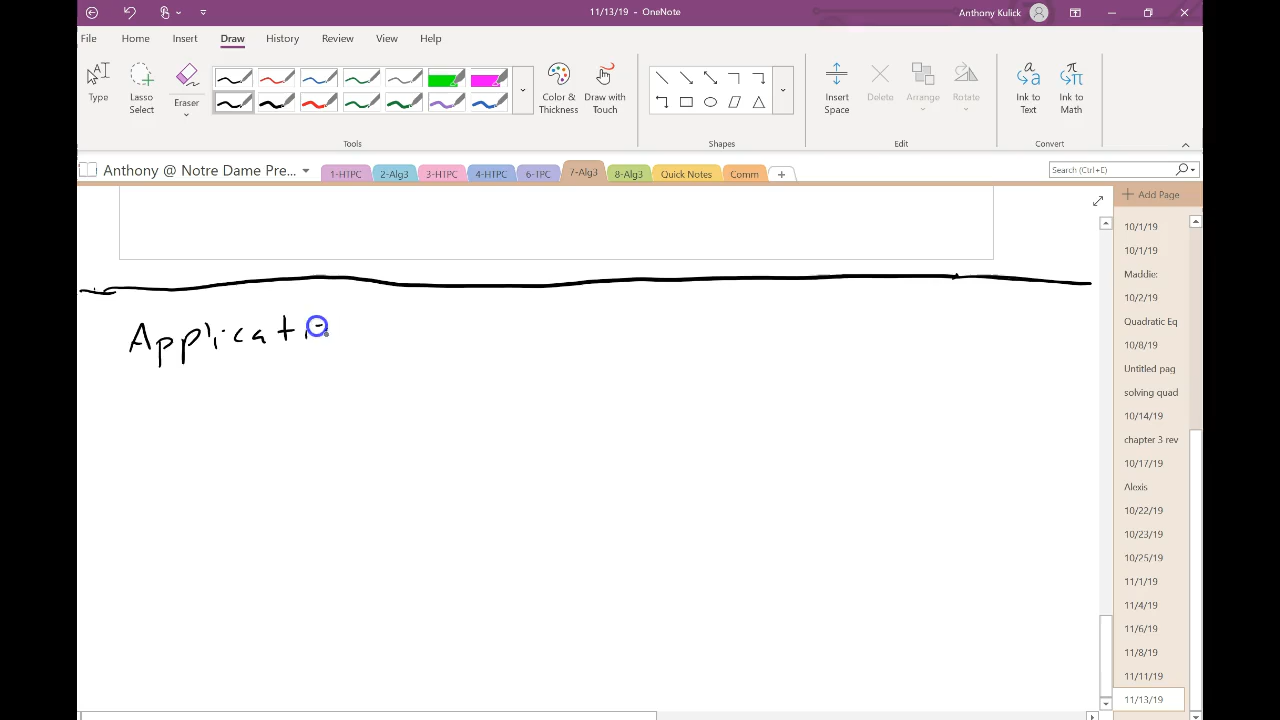 11/13/19 - OneNote
Anthony Kulick
File Home Insert Draw History Review View Help
Type
Lasso Select
Eraser
Color & Thickness
Draw with Touch
Insert Space
Delete
Arrange
Rotate
Ink to Text
Ink to Math
Tools
Shapes
Edit
Convert
Anthony @ Notre Dame Pre...
1-HTPC
2-Alg3
3-HTPC
4-HTPC
6-TPC
7-Alg3
8-Alg3
Quick Notes
Comm
Search (Ctrl+E)
Add Page
10/1/19
10/1/19
Maddie:
10/2/19
Quadratic Eq
10/8/19
Untitled pag
solving quad
10/14/19
chapter 3 rev
10/17/19
Alexis
10/22/19
10/23/19
10/25/19
11/1/19
11/4/19
11/6/19
11/8/19
11/11/19
11/13/19
Applicati